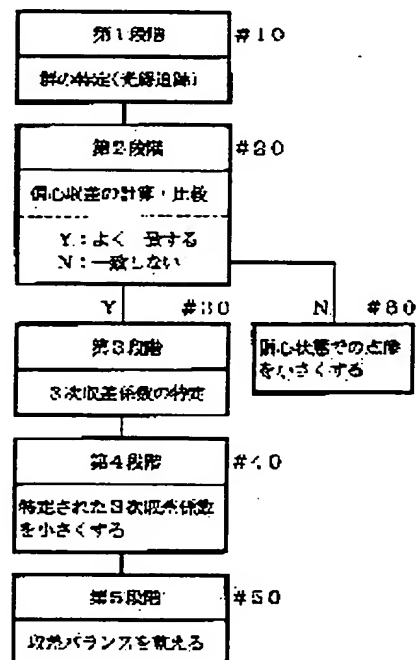 第1段階 #10
群の特定(光線追跡)
第2段階 #20
偏心収差の計算・比較
Y:よく一致する
N:一致しない
Y #30 N #60
第3段階
3次収差係数の特定
偏心状態での点像
を小さくする
第4段階 #40
特定された3次収差係数
を小さくする
第5段階 #50
収差バランスを整える